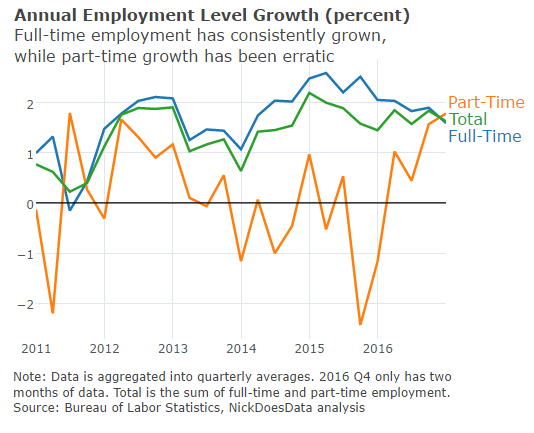 Annual Employment Level Growth (percent)
Full-time employment has consistently grown,
while part-time growth has been erratic
2
1
0
−1
−2
Part-Time
Total
Full-Time
2011 2012 2013 2014 2015 2016
Note: Data is aggregated into quarterly averages. 2016 Q4 only has two
months of data. Total is the sum of full-time and part-time employment.
Source: Bureau of Labor Statistics, NickDoesData analysis